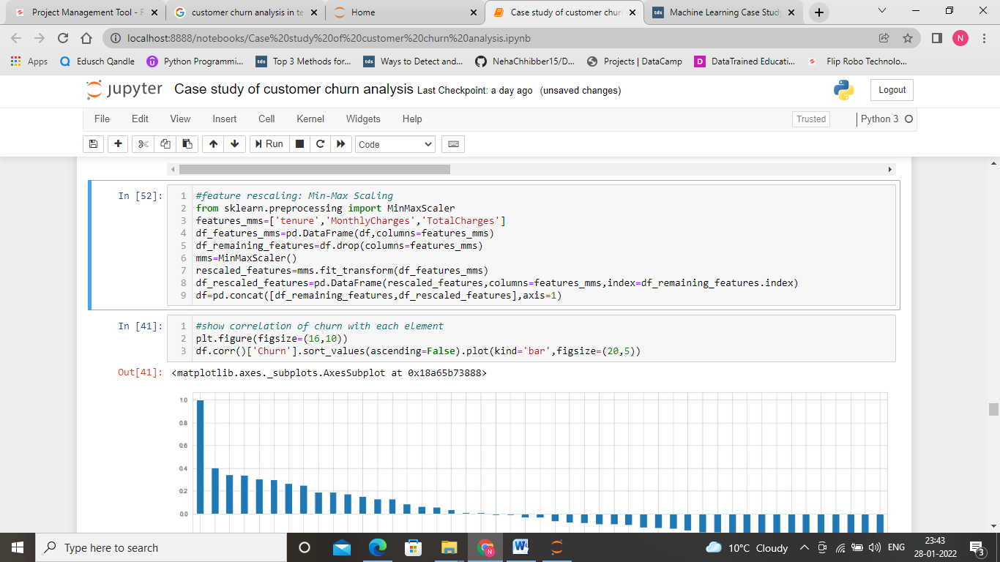 Project Management Tool - F
customer churn analysis in te
Home
Case study of customer churn
Machine Learning Case Study
localhost:8888/notebooks/Case%20study%20of%20customer%20churn%20analysis.ipynb
N
Apps
Edusch Qandle
Python Programmi...
tds Top 3 Methods for...
tds Ways to Detect and...
NehaChhibber15/D...
Projects | DataCamp
D DataTrained Educati...
Flip Robo Technolo...
jupyter Case study of customer churn analysis Last Checkpoint: a day ago (unsaved changes)
Logout
File Edit View Insert Cell Kernel Widgets Help
Trusted
Python 3
Run
Code
In [52]:
1 #feature rescaling: Min-Max Scaling
2 from sklearn.preprocessing import MinMaxScaler
3 features_mms=['tenure','MonthlyCharges','TotalCharges']
4 df_features_mms=pd.DataFrame(df,columns=features_mms)
5 df_remaining_features=df.drop(columns=features_mms)
6 mms=MinMaxScaler()
7 rescaled_features=mms.fit_transform(df_features_mms)
8 df_rescaled_features=pd.DataFrame(rescaled_features,columns=features_mms,index=df_remaining_features.index)
9 df=pd.concat([df_remaining_features,df_rescaled_features],axis=1)
In [41]:
1 #show correlation of churn with each element
2 plt.figure(figsize=(16,10))
3 df.corr()['Churn'].sort_values(ascending=False).plot(kind='bar',figsize=(20,5))
Out[41]: <matplotlib.axes._subplots.AxesSubplot at 0x18a65b73888>
1.0
0.8
0.6
0.4
0.2
0.0
Type here to search
10°C Cloudy
ENG
23:43
28-01-2022
3